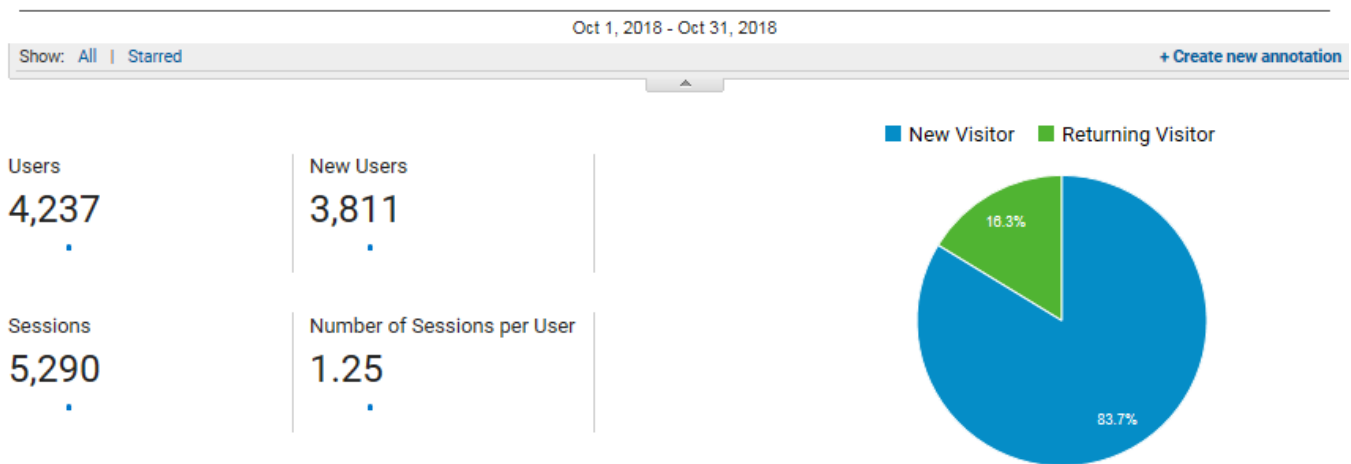 Oct 1, 2018 - Oct 31, 2018
Show: All | Starred
+ Create new annotation
New Visitor
Returning Visitor
Users
4,237
New Users
3,811
Sessions
5,290
Number of Sessions per User
1.25
16.3%
83.7%